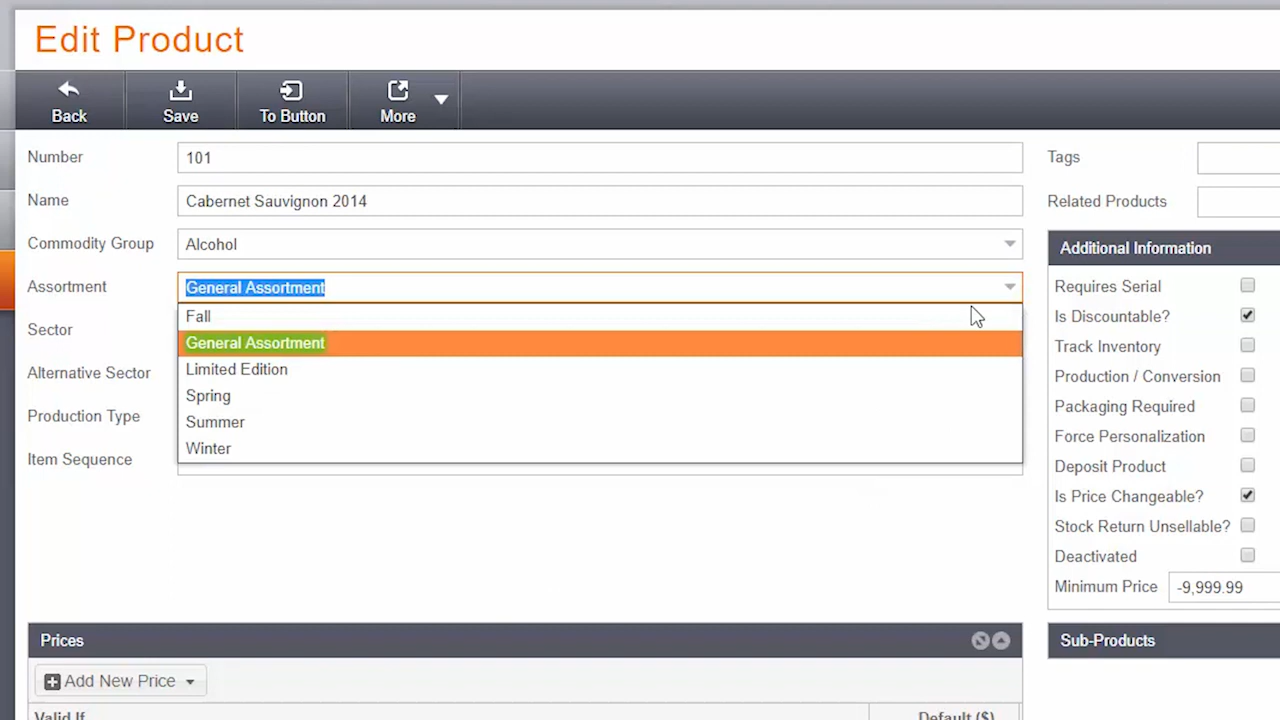 Edit Product
Back
Save
To Button
More
Number
101
Name
Cabernet Sauvignon 2014
Commodity Group
Alcohol
Assortment
General Assortment
Fall
General Assortment
Limited Edition
Spring
Summer
Winter
Sector
Alternative Sector
Production Type
Item Sequence
Tags
Related Products
Additional Information
Requires Serial
Is Discountable?
Track Inventory
Production / Conversion
Packaging Required
Force Personalization
Deposit Product
Is Price Changeable?
Stock Return Unsellable?
Deactivated
Minimum Price -9,999.99
Prices
Add New Price
Valid If
Default ($)
Sub-Products